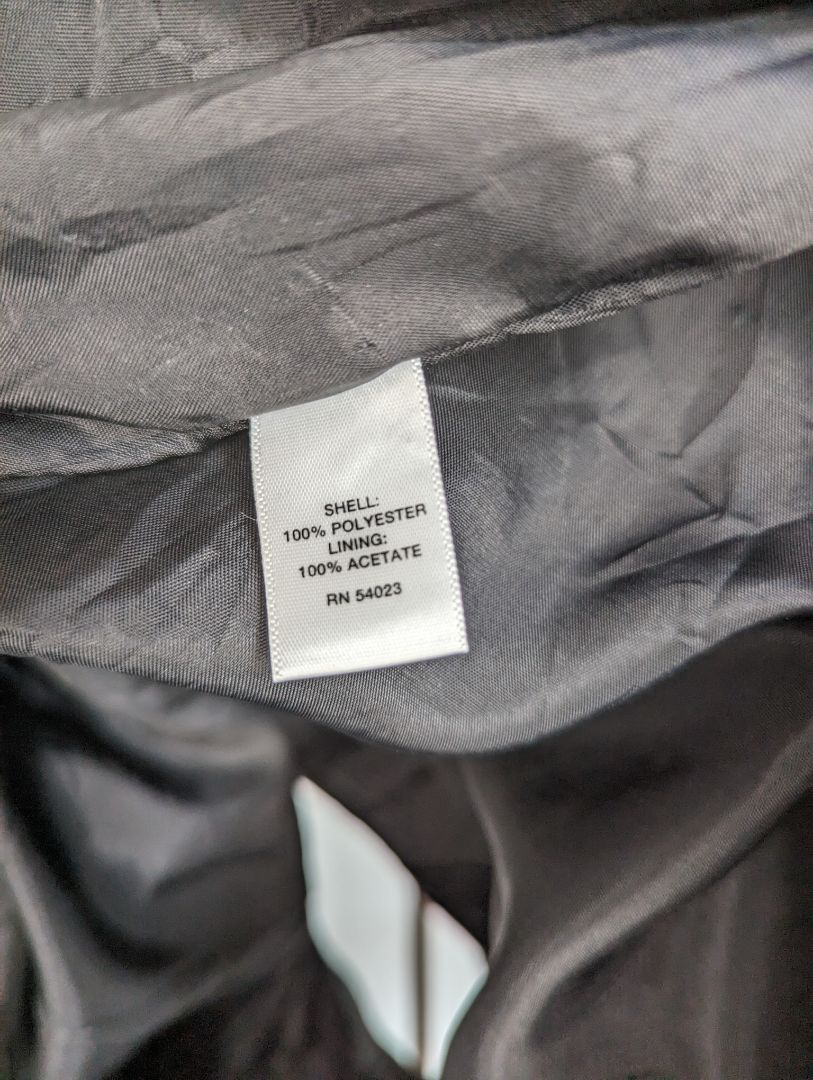 SHELL:
100% POLYESTER
LINING:
100% ACETATE
RN 54023